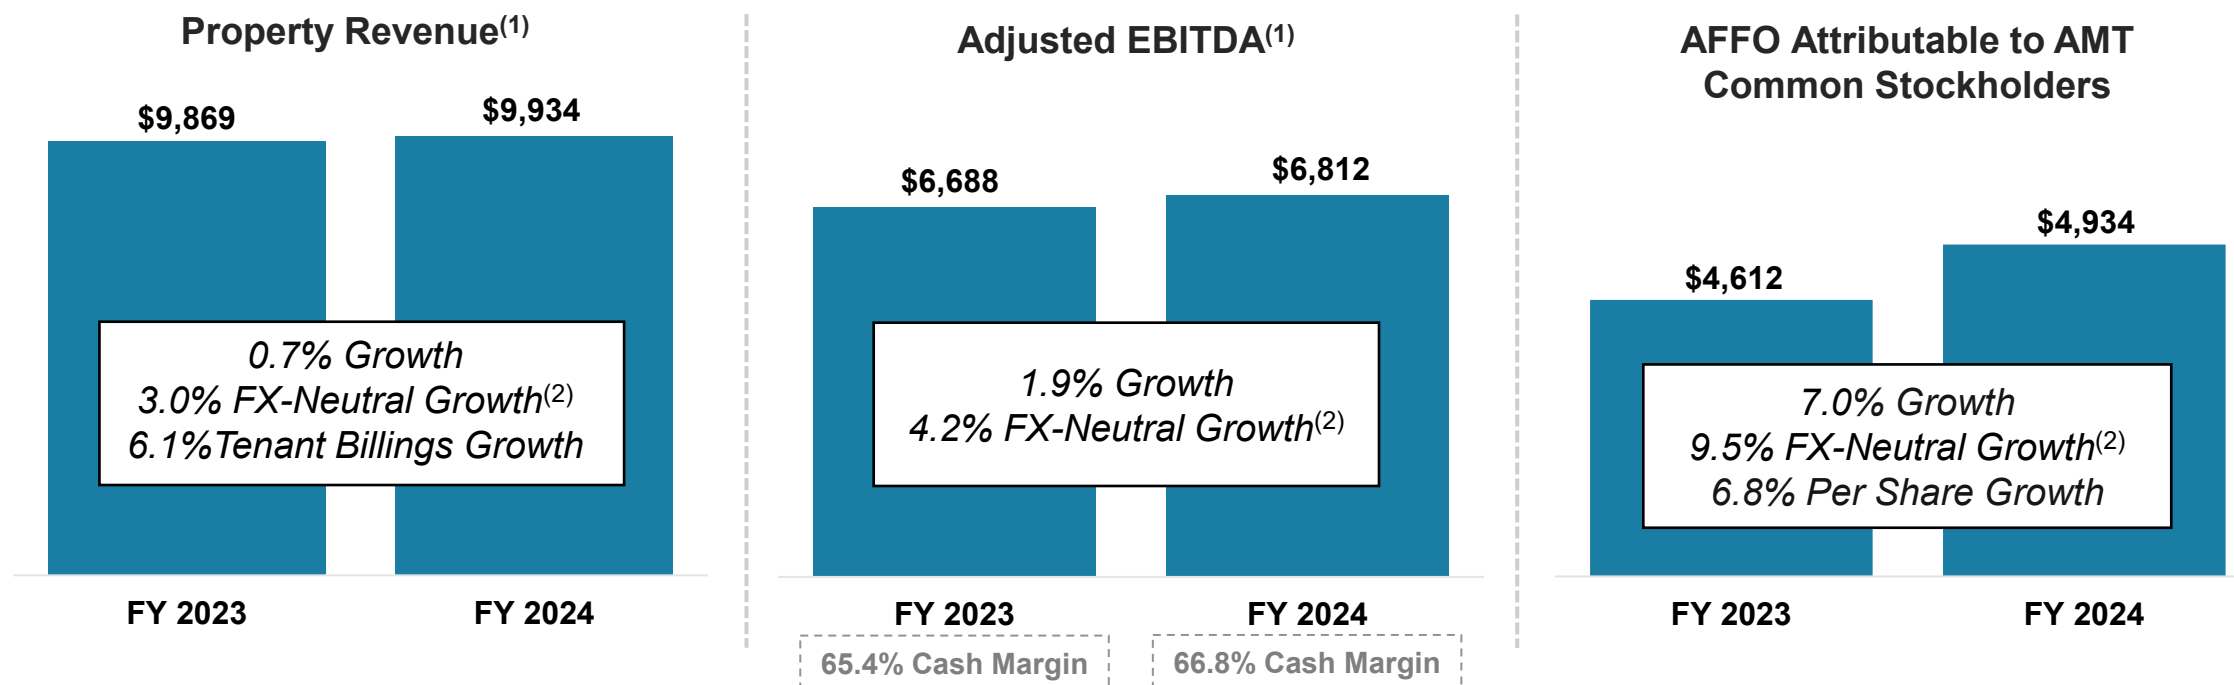 Property Revenue(1)
$9,869
$9,934
0.7% Growth
3.0% FX-Neutral Growth(2)
6.1%Tenant Billings Growth
FY 2023
FY 2024
Adjusted EBITDA(1)
$6,688
$6,812
1.9% Growth
4.2% FX-Neutral Growth(2)
FY 2023
FY 2024
65.4% Cash Margin
66.8% Cash Margin
AFFO Attributable to AMT
Common Stockholders
$4,612
$4,934
7.0% Growth
9.5% FX-Neutral Growth(2)
6.8% Per Share Growth
FY 2023
FY 2024